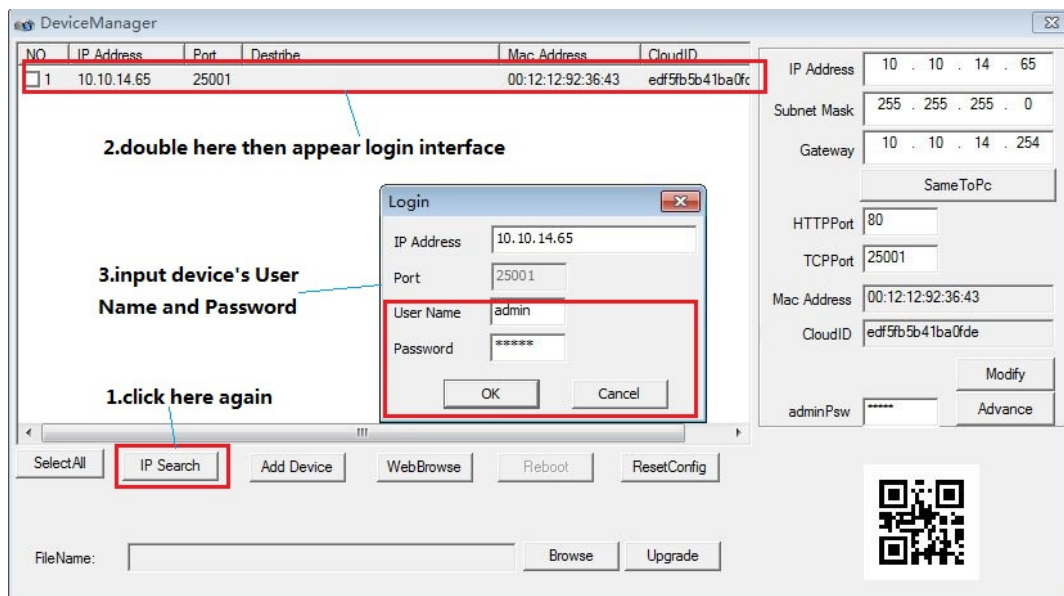 DeviceManager
NO. IP Address Port Destribe Mac Address CloudID
1 10.10.14.65 25001 00:12:12:92:36:43 edf5fb5b41ba0fd
2.double here then appear login interface
Login
IP Address 10.10.14.65
Port 25001
3.input device's User
Name and Password
User Name admin
Password *****
OK Cancel
1.click here again
SelectAll IP Search Add Device WebBrowse Reboot ResetConfig
FileName: Browse Upgrade
IP Address 10 . 10 . 14 . 65
Subnet Mask 255 . 255 . 255 . 0
Gateway 10 . 10 . 14 . 254
SameToPc
HTTPPort 80
TCPPort 25001
Mac Address 00:12:12:92:36:43
CloudID edf5fb5b41ba0fde
Modify
adminPsw ***** Advance